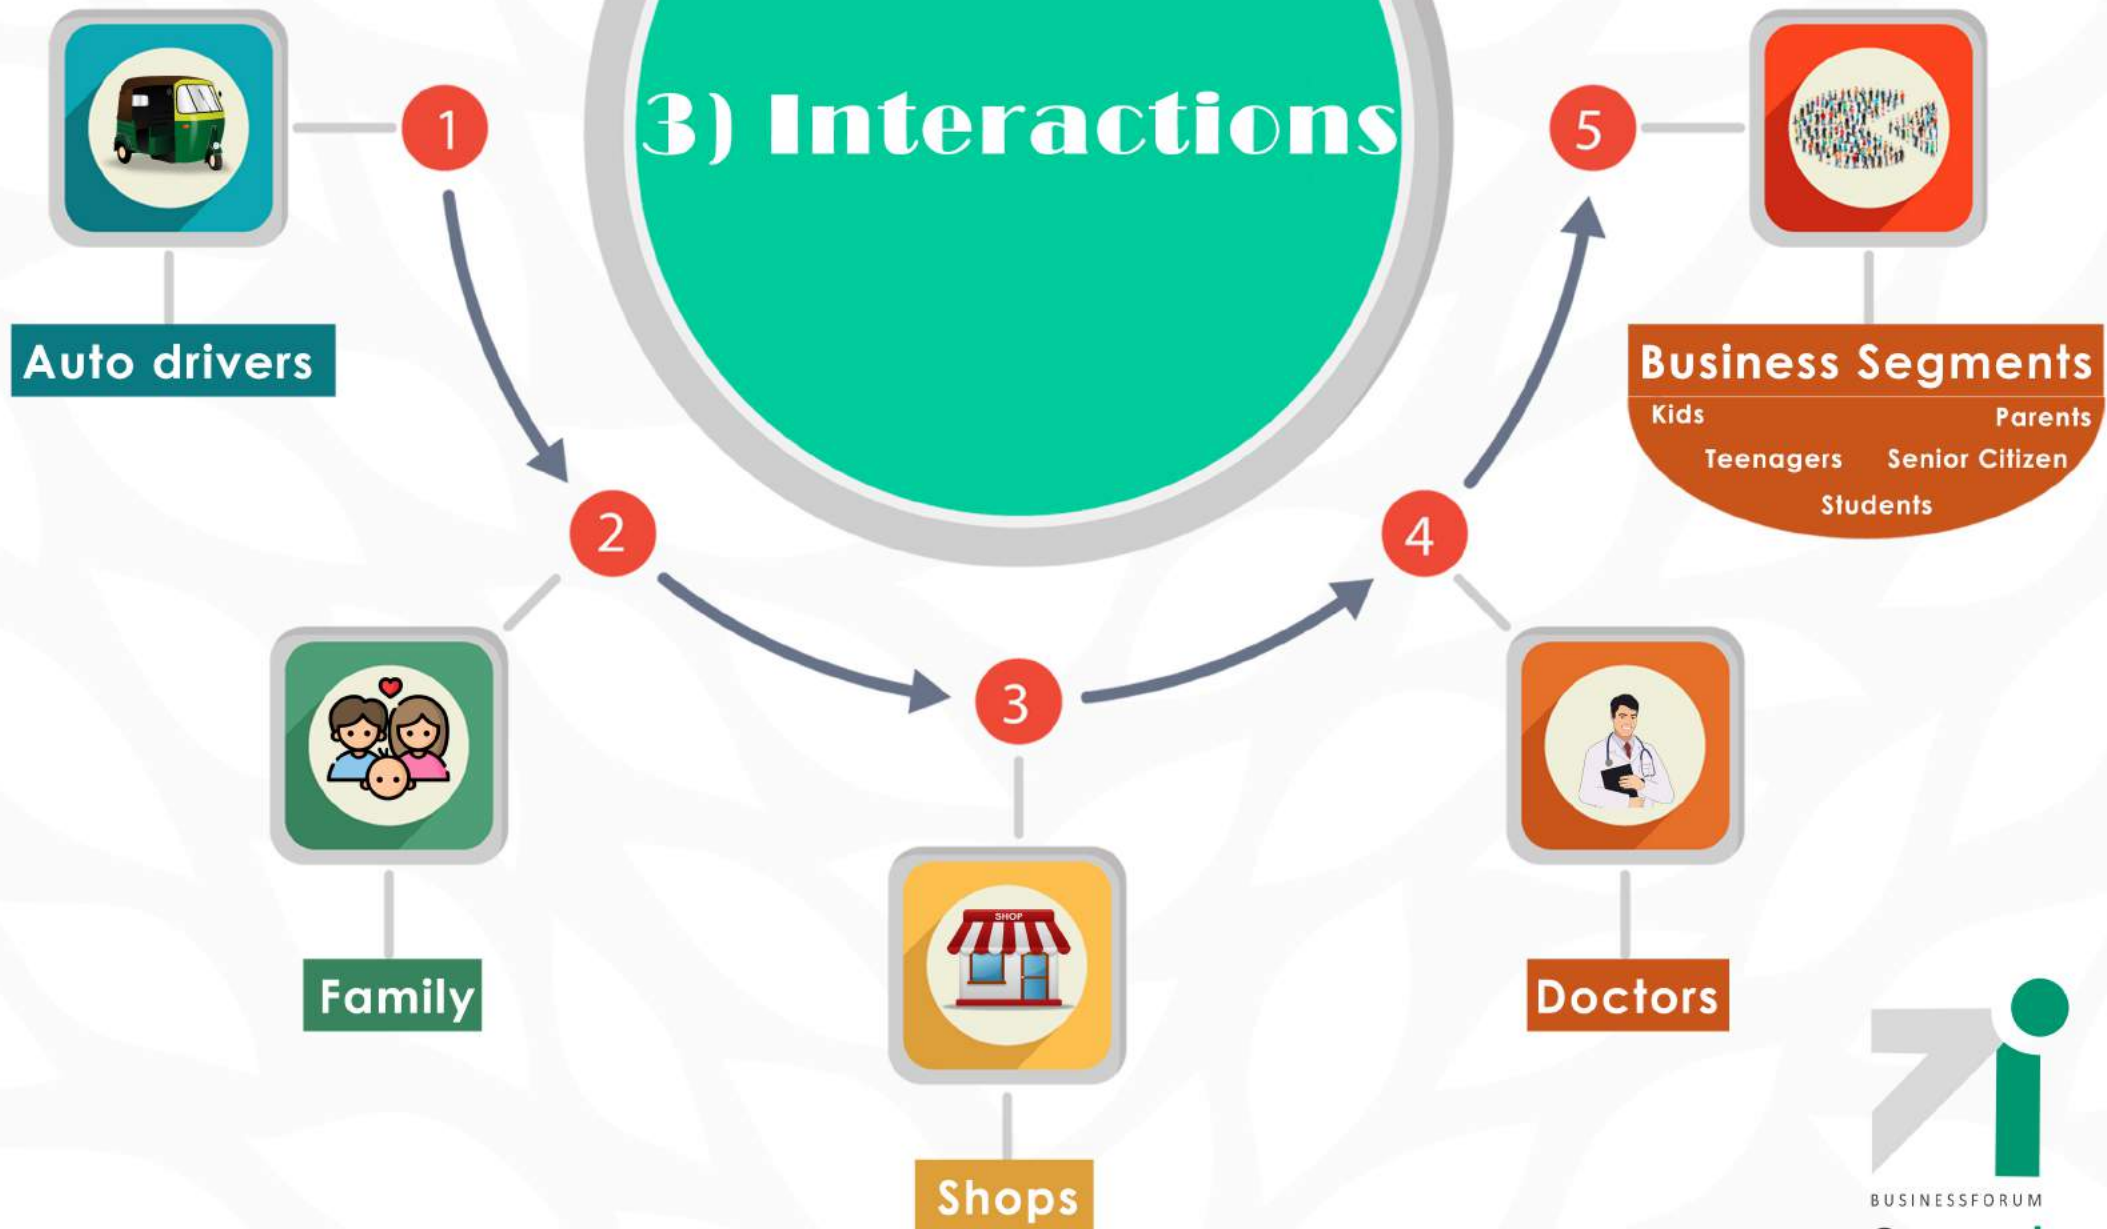 3) Interactions
1
Auto drivers
2
Family
3
SHOP
Shops
4
Doctors
5
Business Segments
Kids
Parents
Teenagers
Senior Citizen
Students
BUSINESSFORUM